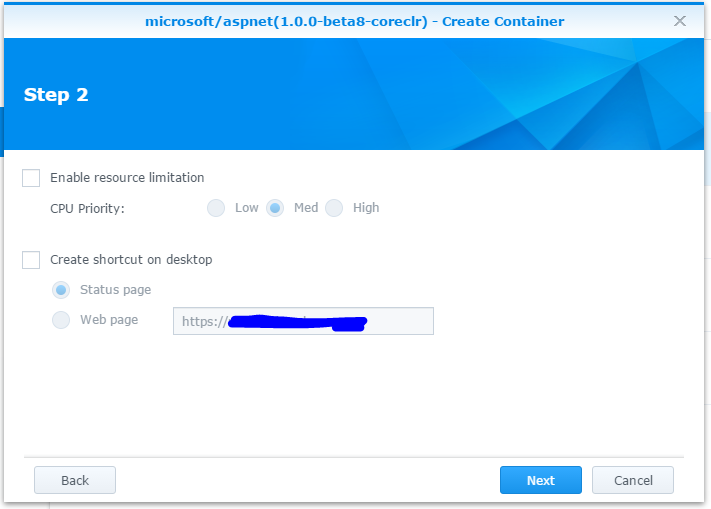 microsoft/aspnet(1.0.0-beta8-coreclr) - Create Container
Step 2
Enable resource limitation
CPU Priority: Low Med High
Create shortcut on desktop
Status page
Web page https://
Back Next Cancel